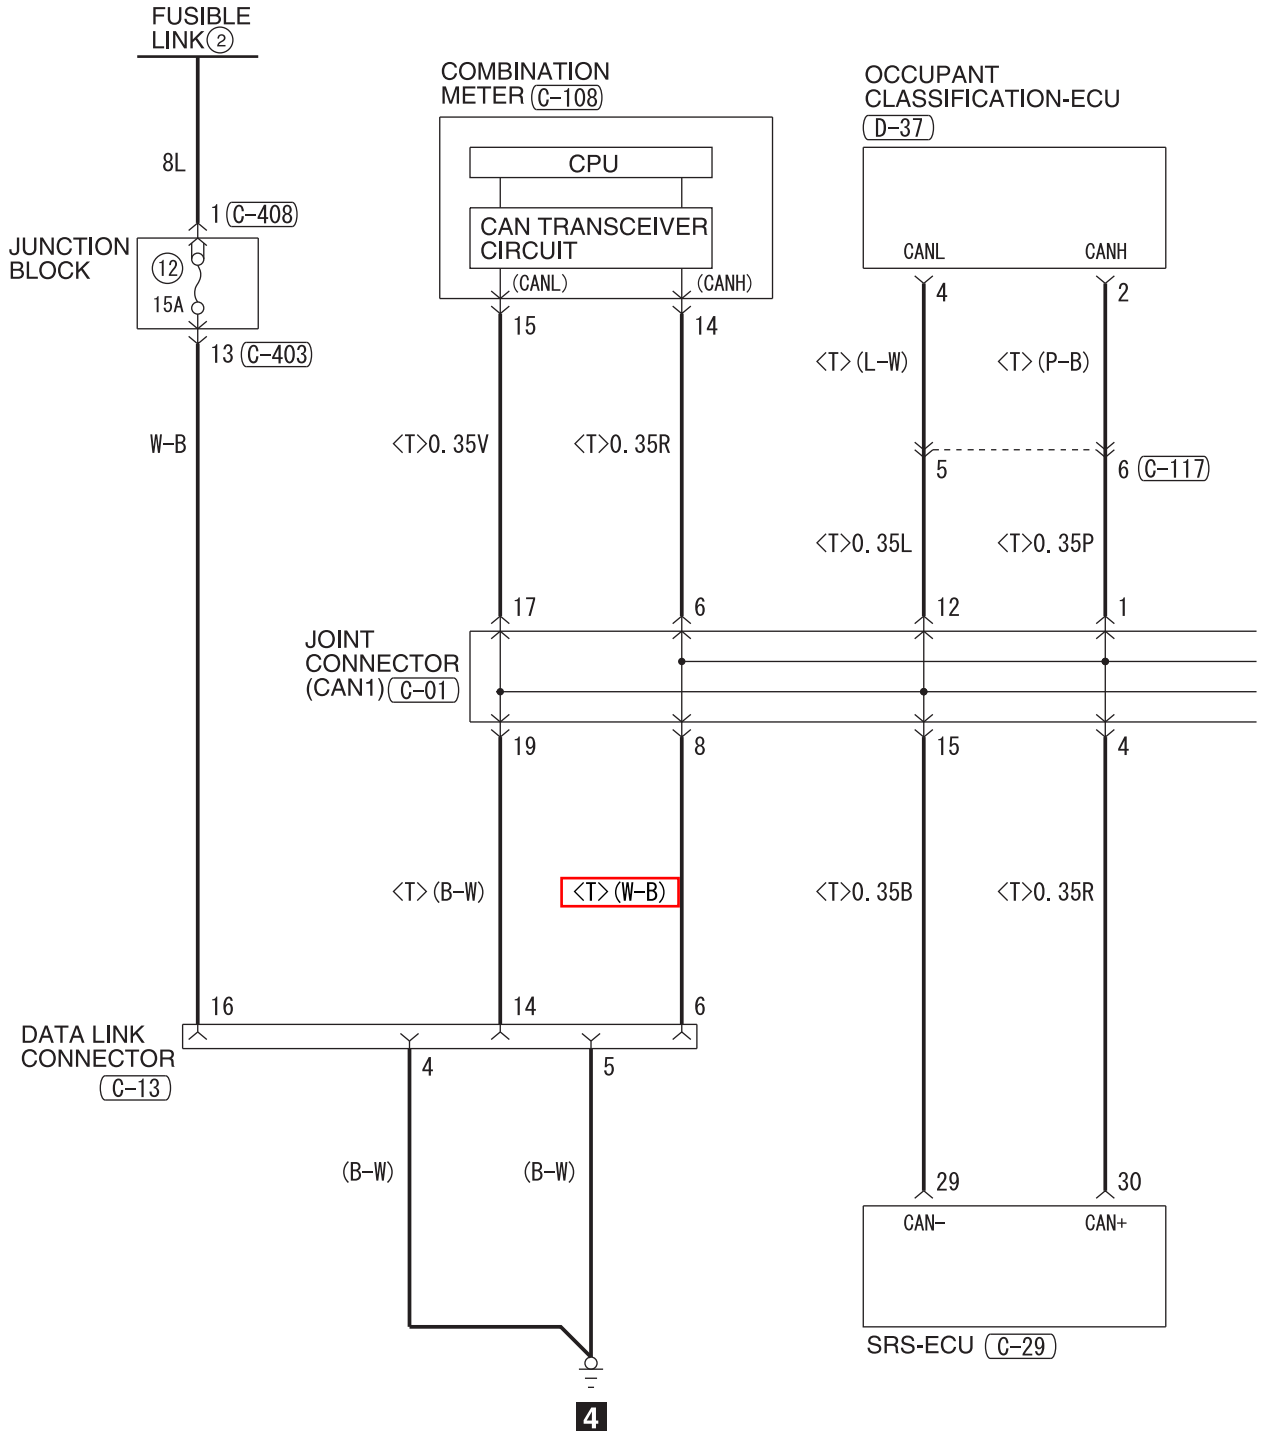 FUSIBLE
LINK 2
COMBINATION
METER C-108
OCCUPANT
CLASSIFICATION-ECU
D-37
CPU
8L
CAN TRANSCEIVER
CIRCUIT
1 C-408
JUNCTION
BLOCK
12
15A
(CANL)
(CANH)
CANL
CANH
4
2
15
14
13 C-403
<T>(L-W)
<T>(P-B)
W-B
<T>0.35V
<T>0.35R
5
6 C-117
<T>0.35L
<T>0.35P
17
6
12
1
JOINT
CONNECTOR
(CAN1) C-01
19
8
15
4
<T>(B-W)
<T>(W-B)
<T>0.35B
<T>0.35R
16
14
6
DATA LINK
CONNECTOR
C-13
4
5
(B-W)
(B-W)
29
30
CAN-
CAN+
SRS-ECU C-29
4